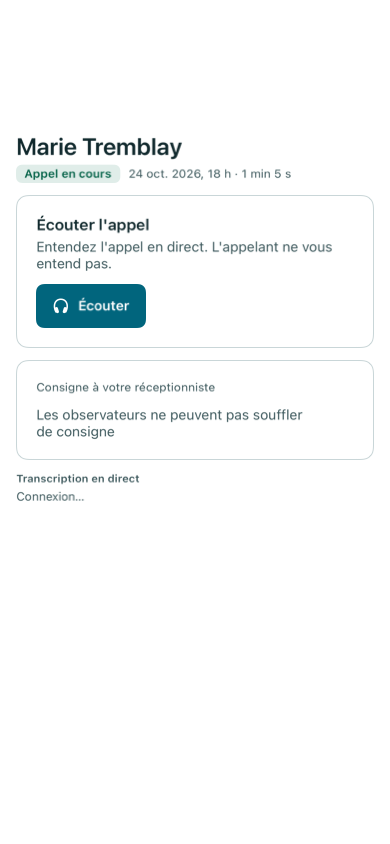 Marie Tremblay
Appel en cours 24 oct. 2026, 18 h · 1 min 5 s
Écouter l'appel
Entendez l'appel en direct. L'appelant ne vous
entend pas.
Écouter
Consigne à votre réceptionniste
Les observateurs ne peuvent pas souffler
de consigne
Transcription en direct
Connexion...